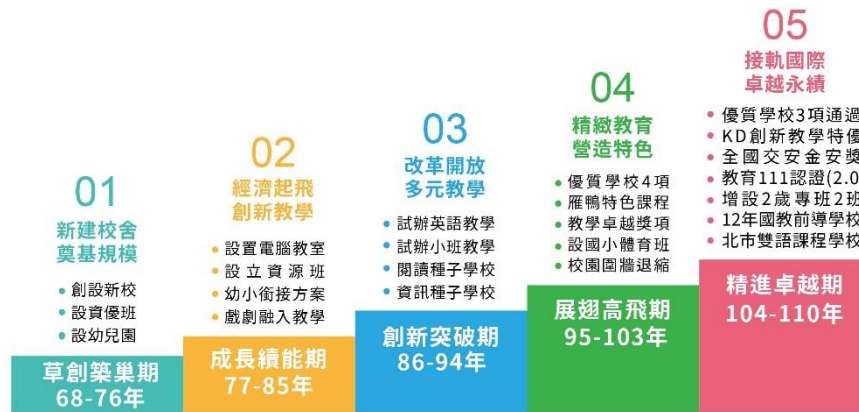 01
新建校舍
奠基規模
• 創設新校
• 設資優班
• 設幼兒園
草創築巢期
68-76年
02
經濟起飛
創新教學
• 設置電腦教室
• 設立資源班
• 幼小銜接方案
• 戲劇融入教學
成長續能期
77-85年
03
改革開放
多元教學
• 試辦英語教學
• 試辦小班教學
• 閱讀種子學校
• 資訊種子學校
創新突破期
86-94年
04
精緻教育
營造特色
• 優質學校4項
• 雁鴨特色課程
• 教學卓越獎項
• 設國小體育班
• 校園圍牆退縮
展翅高飛期
95-103年
05
接軌國際
卓越永續
• 優質學校3項通過
• KD創新教學特優
• 全國交安金安獎
• 教育111認證(2.0
• 增設2歲專班2班
• 12年國教前導學校
• 北市雙語課程學校
精進卓越期
104-110年